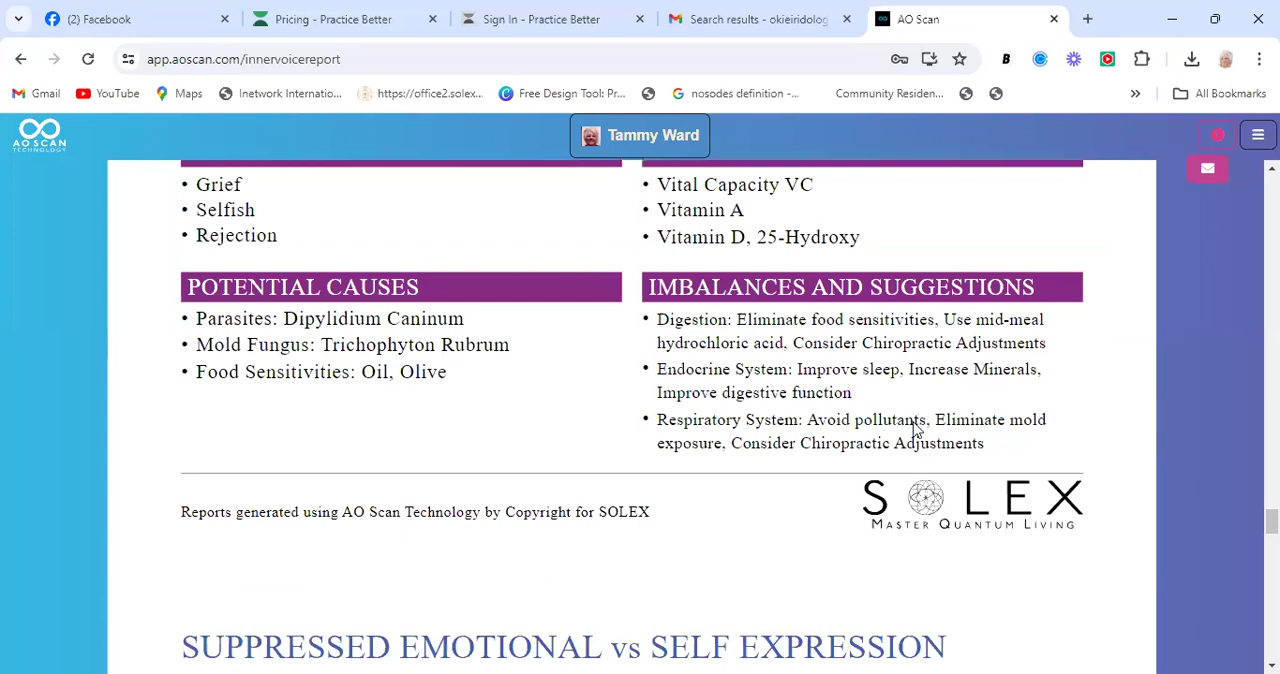 (2) Facebook
Pricing - Practice Better
Sign In - Practice Better
Search results - okieiridolog
AO Scan
app.aoscan.com/innervoicereport
Gmail
YouTube
Maps
Inetwork Internatio...
https://office2.solex...
Free Design Tool: Pr...
nosodes definition -...
Community Residen...
All Bookmarks
AO SCAN
TECHNOLOGY
Tammy Ward
• Grief
• Selfish
• Rejection
• Vital Capacity VC
• Vitamin A
• Vitamin D, 25-Hydroxy
POTENTIAL CAUSES
• Parasites: Dipylidium Caninum
• Mold Fungus: Trichophyton Rubrum
• Food Sensitivities: Oil, Olive
IMBALANCES AND SUGGESTIONS
• Digestion: Eliminate food sensitivities, Use mid-meal
hydrochloric acid, Consider Chiropractic Adjustments
• Endocrine System: Improve sleep, Increase Minerals,
Improve digestive function
• Respiratory System: Avoid pollutants, Eliminate mold
exposure, Consider Chiropractic Adjustments
Reports generated using AO Scan Technology by Copyright for SOLEX
SOLEX
MASTER QUANTUM LIVING
SUPPRESSED EMOTIONAL vs SELF EXPRESSION